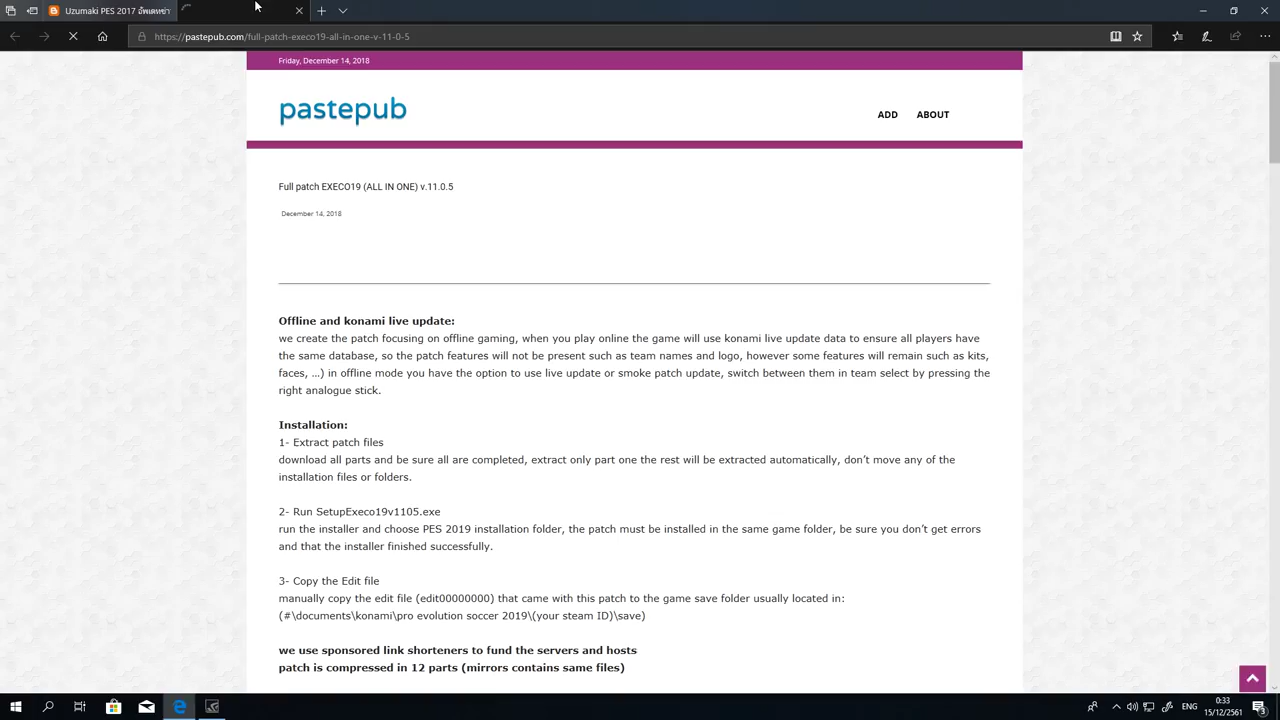 Uzumaki PES 2017 อัพเดทหา
https://pastepub.com/full-patch-execo19-all-in-one-v-11-0-5
Friday, December 14, 2018
pastepub
ADD ABOUT
Full patch EXECO19 (ALL IN ONE) v.11.0.5
December 14, 2018
Offline and konami live update:
we create the patch focusing on offline gaming, when you play online the game will use konami live update data to ensure all players have
the same database, so the patch features will not be present such as team names and logo, however some features will remain such as kits,
faces, …) in offline mode you have the option to use live update or smoke patch update, switch between them in team select by pressing the
right analogue stick.
Installation:
1- Extract patch files
download all parts and be sure all are completed, extract only part one the rest will be extracted automatically, don’t move any of the
installation files or folders.
2- Run SetupExeco19v1105.exe
run the installer and choose PES 2019 installation folder, the patch must be installed in the same game folder, be sure you don’t get errors
and that the installer finished successfully.
3- Copy the Edit file
manually copy the edit file (edit00000000) that came with this patch to the game save folder usually located in:
(#\documents\konami\pro evolution soccer 2019\(your steam ID)\save)
we use sponsored link shorteners to fund the servers and hosts
patch is compressed in 12 parts (mirrors contains same files)
ENG
0:33
15/12/2561